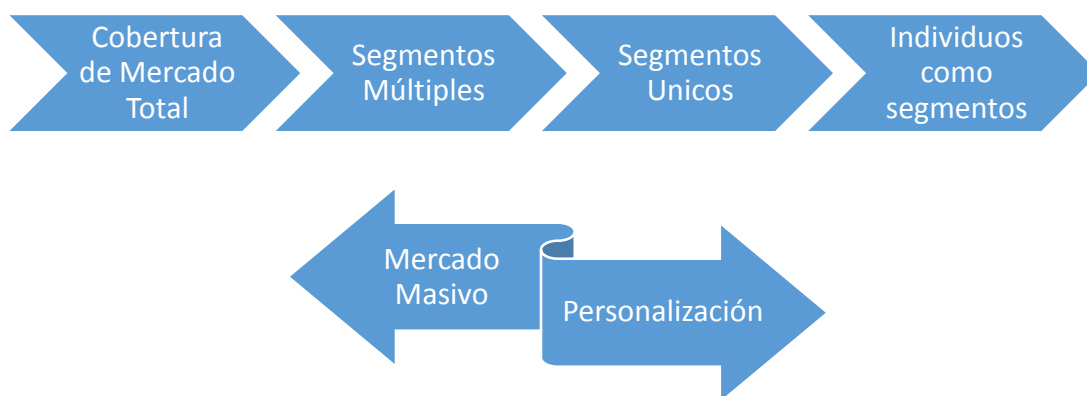 Cobertura
de Mercado
Total
Segmentos
Múltiples
Segmentos
Unicos
Individuos
como
segmentos
Mercado
Masivo
Personalización